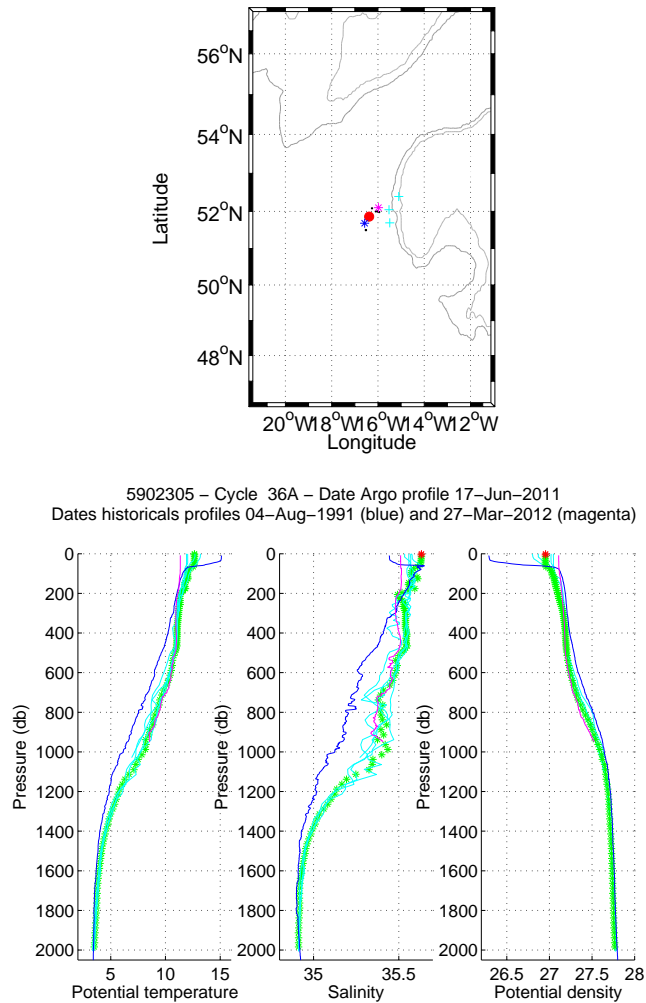 56°N
54°N
52°N
50°N
48°N
Latitude
20°W 18°W 16°W 14°W 12°W
Longitude
5902305 − Cycle 36A − Date Argo profile 17−Jun−2011
Dates historicals profiles 04−Aug−1991 (blue) and 27−Mar−2012 (magenta)
0
200
400
600
800
1000
1200
1400
1600
1800
2000
Pressure (db)
5 10 15
Potential temperature
0
200
400
600
800
1000
1200
1400
1600
1800
2000
Pressure (db)
35 35.5
Salinity
0
200
400
600
800
1000
1200
1400
1600
1800
2000
Pressure (db)
26.5 27 27.5 28
Potential density